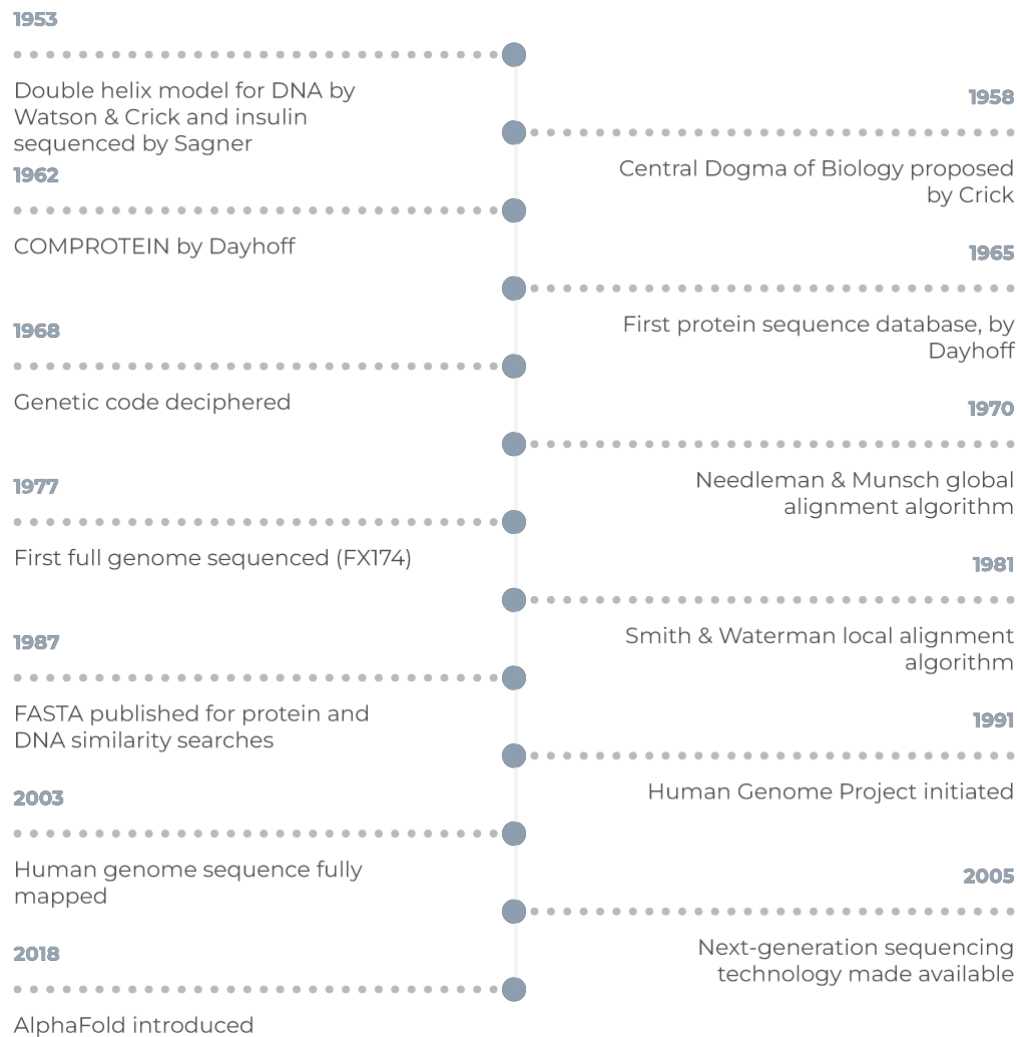 1953
Double helix model for DNA by
Watson & Crick and insulin
sequenced by Sagner
1958
Central Dogma of Biology proposed
by Crick
1962
COMPROTEIN by Dayhoff
1965
First protein sequence database, by
Dayhoff
1968
Genetic code deciphered
1970
Needleman & Munsch global
alignment algorithm
1977
First full genome sequenced (FX174)
1981
Smith & Waterman local alignment
algorithm
1987
FASTA published for protein and
DNA similarity searches
1991
Human Genome Project initiated
2003
Human genome sequence fully
mapped
2005
Next-generation sequencing
technology made available
2018
AlphaFold introduced